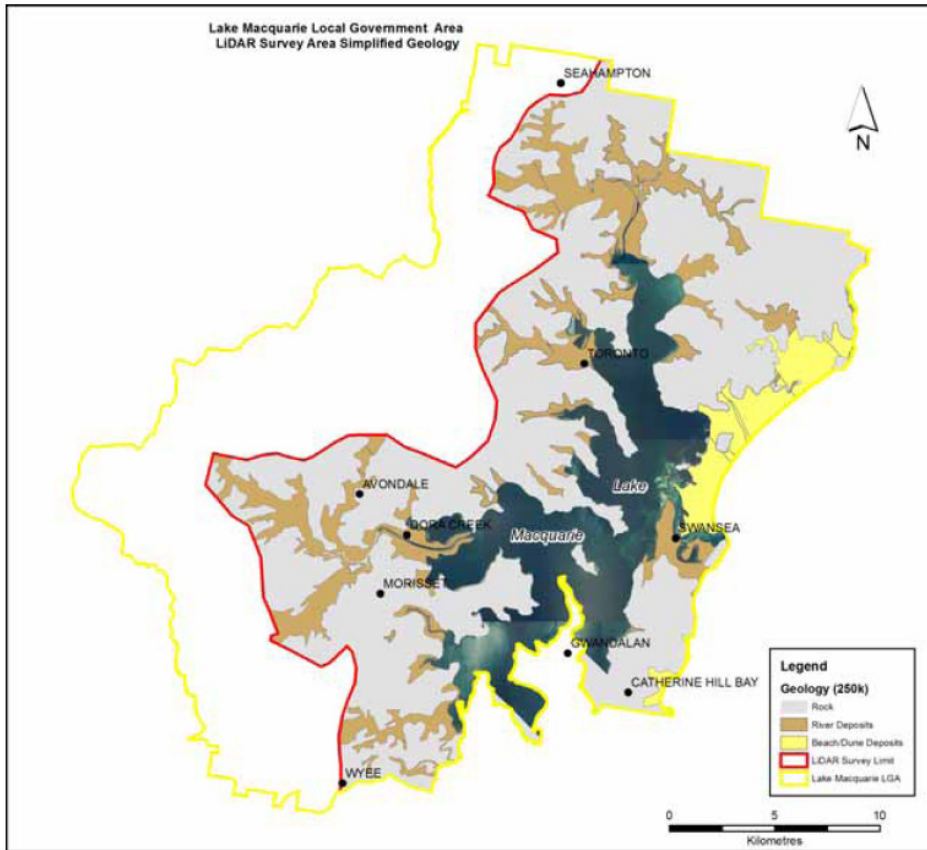 Lake Macquarie Local Government Area
LiDAR Survey Area Simplified Geology
SEAHAMPTON
N
TORONTO
AVONDALE
Lake
DORA CREEK
Macquarie
SWANSEA
MORISSET
GWANDALAN
CATHERINE HILL BAY
WYEE
Legend
Geology (250k)
Rock
River Deposits
Beach/Dune Deposits
LiDAR Survey Limit
Lake Macquarie LGA
0 5 10
Kilometres